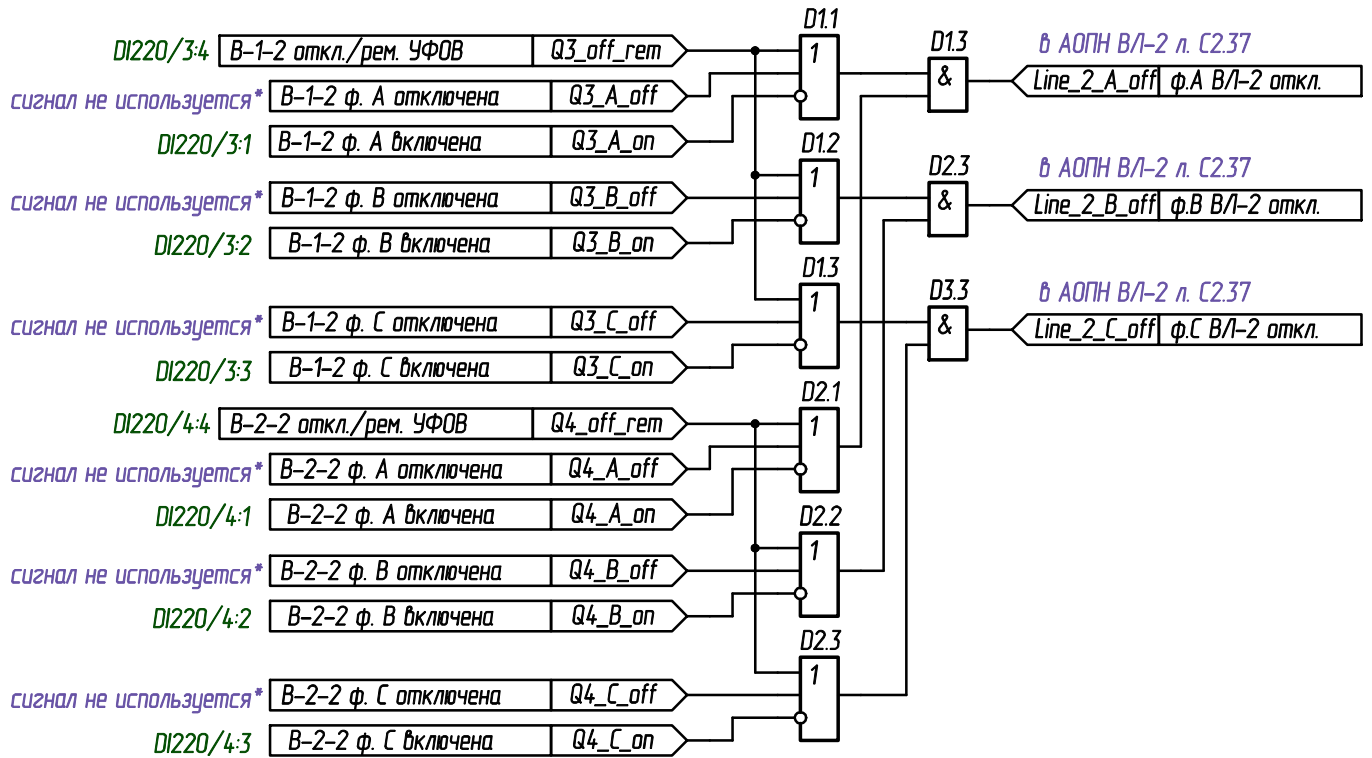 D1.1
DI220/3:4 В-1-2 откл./рем. УФОВ Q3_off_rem 1 D1.3 в АОПН ВЛ-2 л. С2.37
сигнал не используется* В-1-2 ф. А отключена Q3_A_off & Line_2_A_off ф.А ВЛ-2 откл.
DI220/3:1 В-1-2 ф. А включена Q3_A_on D1.2
1 D2.3 в АОПН ВЛ-2 л. С2.37
сигнал не используется* В-1-2 ф. В отключена Q3_B_off & Line_2_B_off ф.В ВЛ-2 откл.
DI220/3:2 В-1-2 ф. В включена Q3_B_on
D1.3
1 D3.3 в АОПН ВЛ-2 л. С2.37
сигнал не используется* В-1-2 ф. С отключена Q3_C_off & Line_2_C_off ф.С ВЛ-2 откл.
DI220/3:3 В-1-2 ф. С включена Q3_C_on
D2.1
DI220/4:4 В-2-2 откл./рем. УФОВ Q4_off_rem 1
сигнал не используется* В-2-2 ф. А отключена Q4_A_off
DI220/4:1 В-2-2 ф. А включена Q4_A_on D2.2
1
сигнал не используется* В-2-2 ф. В отключена Q4_B_off
DI220/4:2 В-2-2 ф. В включена Q4_B_on
D2.3
1
сигнал не используется* В-2-2 ф. С отключена Q4_C_off
DI220/4:3 В-2-2 ф. С включена Q4_C_on